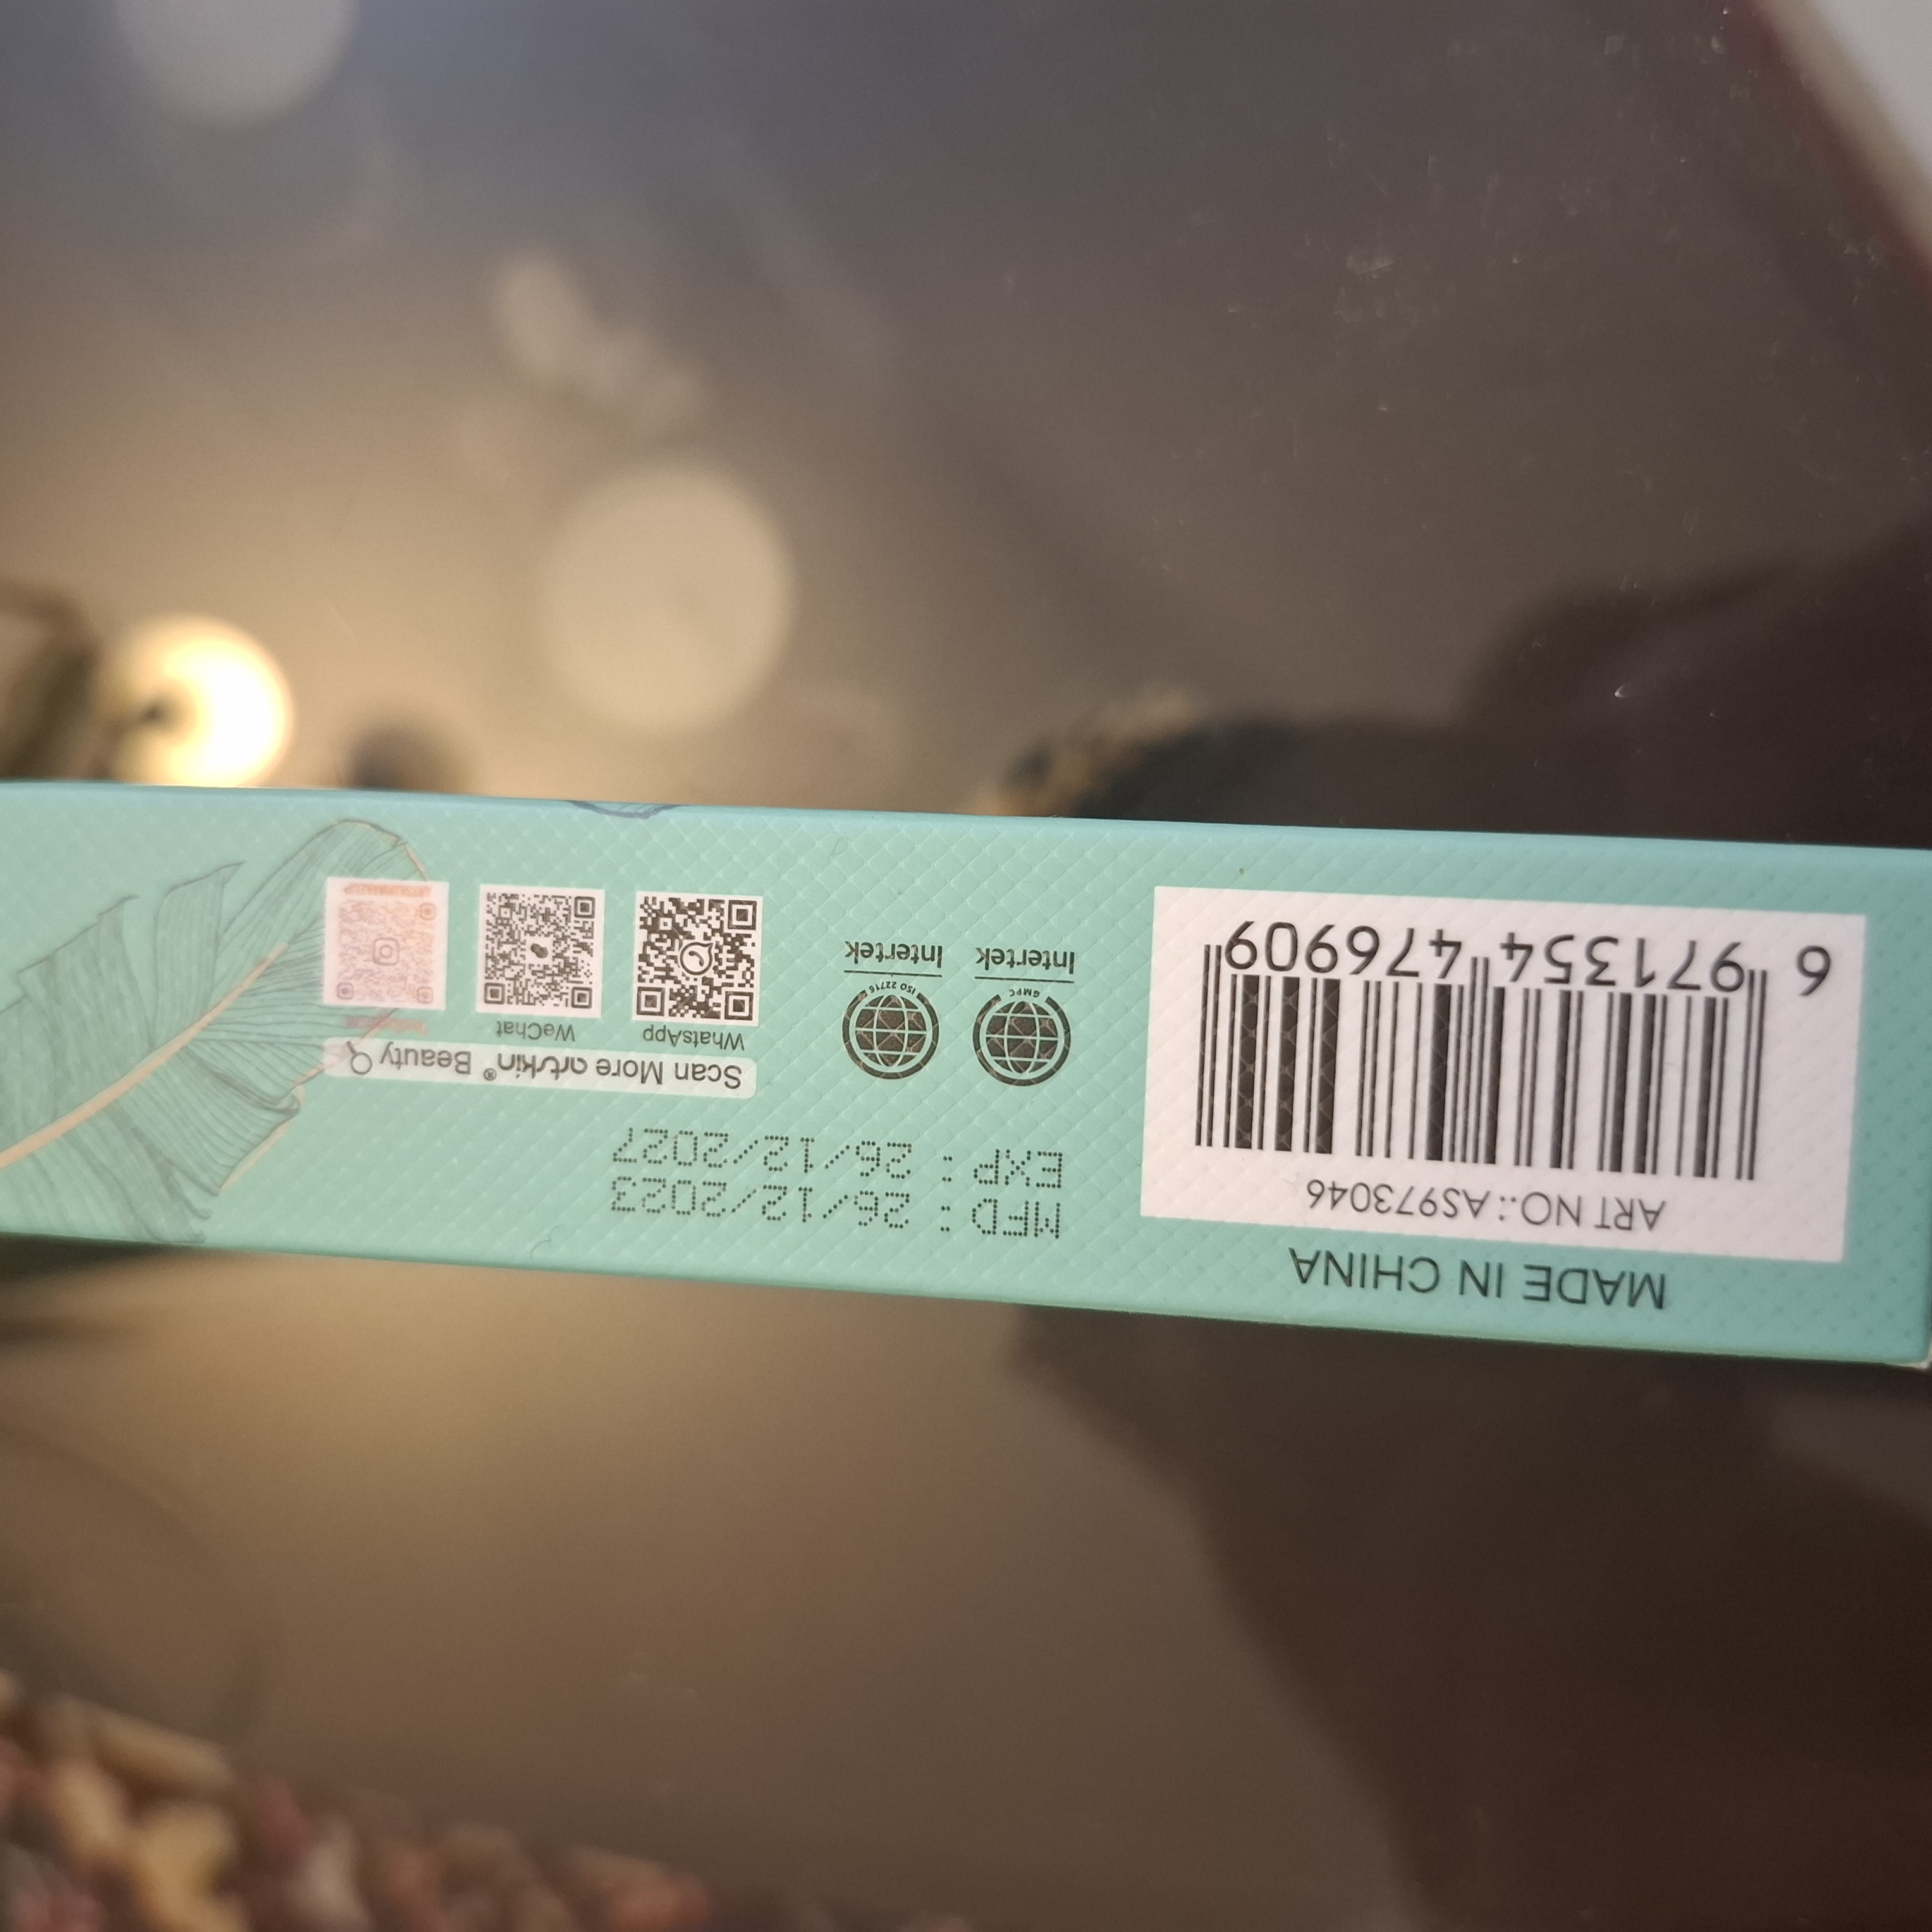 MADE IN CHINA
ART NO.: AS973046
6 971354 476909
MFD: 26/12/2023
EXP: 26/12/2027
GMPC
Intertek
ISO 22716
Intertek
Scan More artskin® Beauty
WhatsApp
WeChat